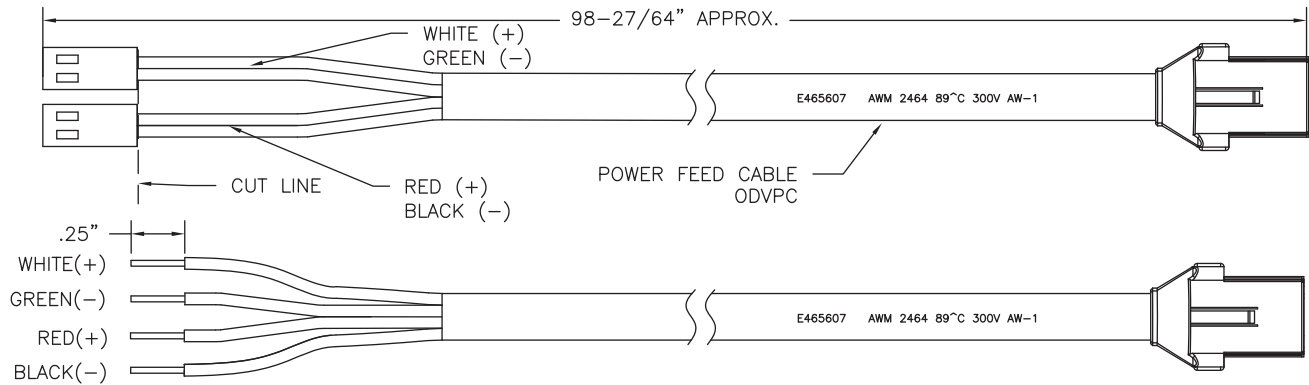 98-27/64" APPROX.
WHITE (+)
GREEN (-)
E465607 AWM 2464 89^C 300V AW-1
POWER FEED CABLE
ODVPC
CUT LINE
RED (+)
BLACK (-)
.25"
WHITE(+)
GREEN(-)
RED(+)
BLACK(-)
E465607 AWM 2464 89^C 300V AW-1